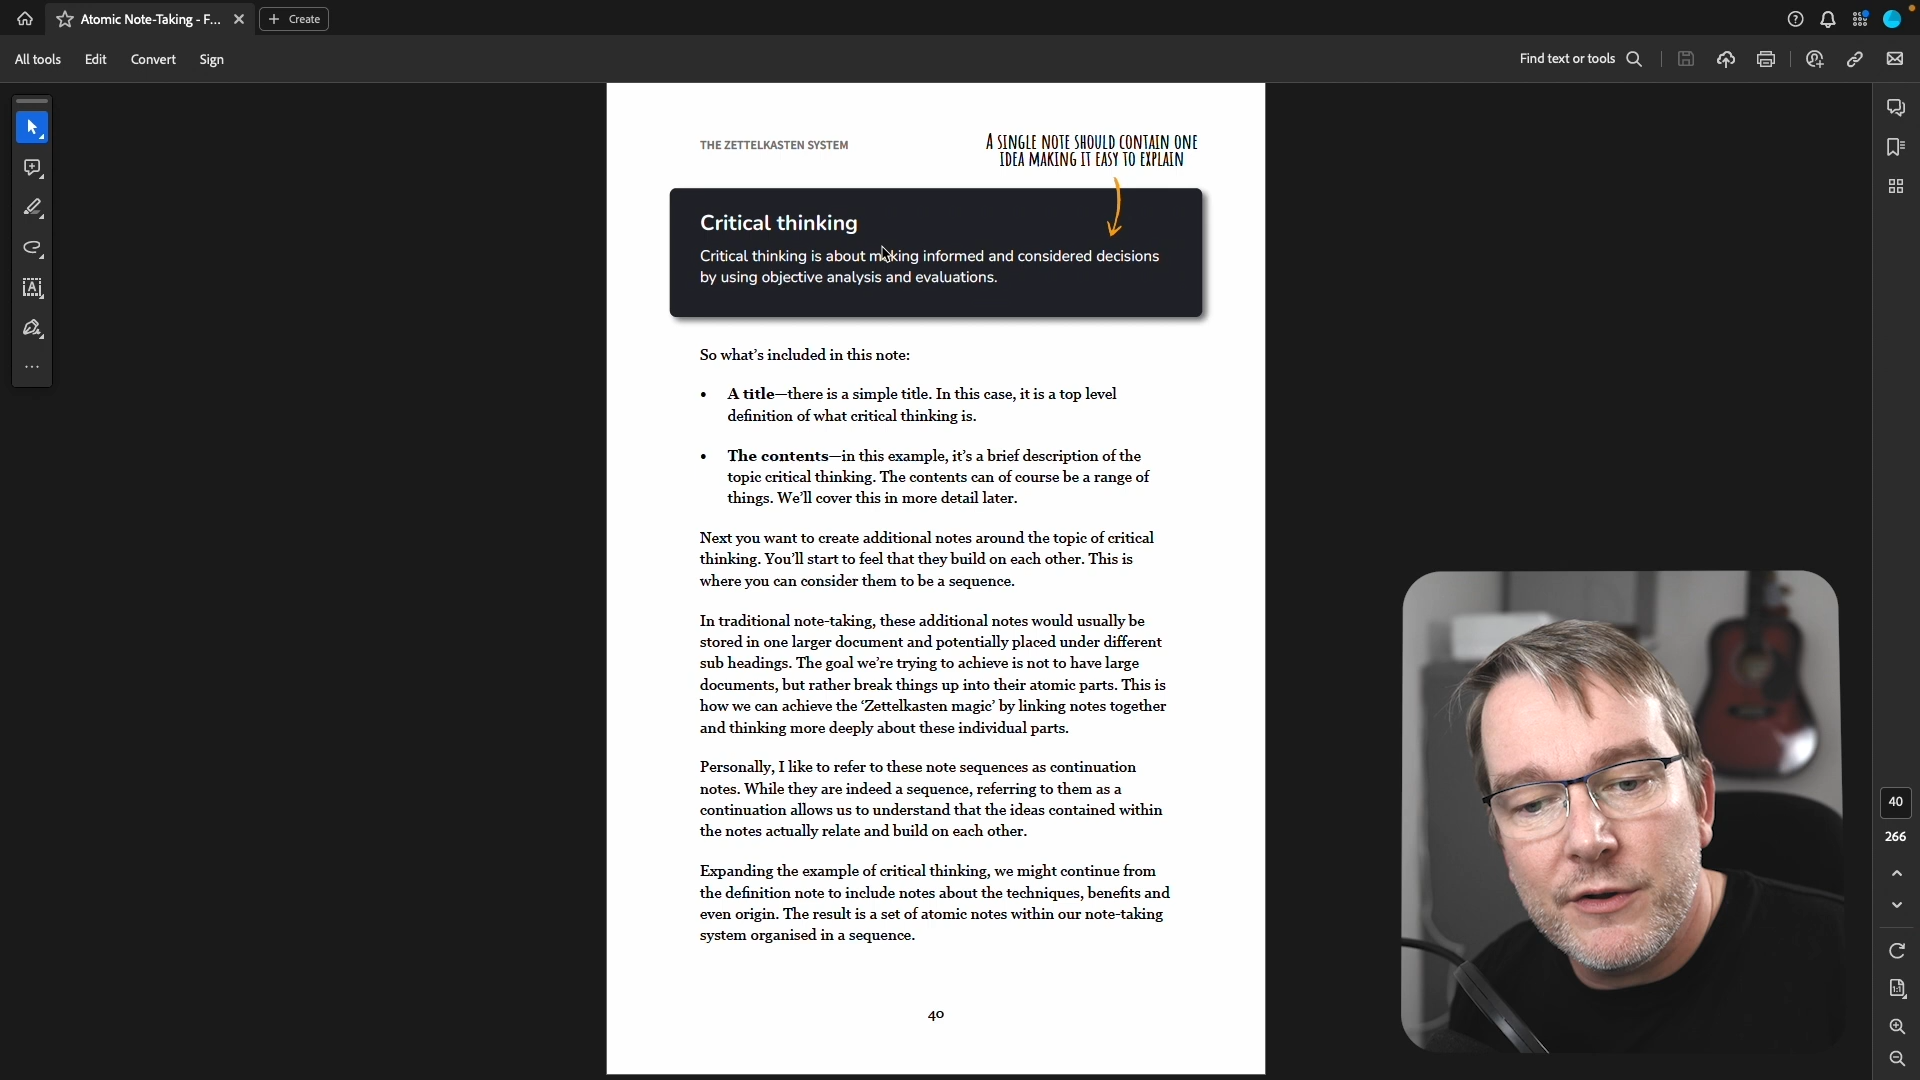 Atomic Note-Taking - F...
Create
All tools
Edit
Convert
Sign
Find text or tools
THE ZETTELKASTEN SYSTEM
A SINGLE NOTE SHOULD CONTAIN ONE
IDEA MAKING IT EASY TO EXPLAIN
Critical thinking
Critical thinking is about making informed and considered decisions
by using objective analysis and evaluations.
So what’s included in this note:
• A title—there is a simple title. In this case, it is a top level
definition of what critical thinking is.
• The contents—in this example, it’s a brief description of the
topic critical thinking. The contents can of course be a range of
things. We’ll cover this in more detail later.
Next you want to create additional notes around the topic of critical
thinking. You’ll start to feel that they build on each other. This is
where you can consider them to be a sequence.
In traditional note-taking, these additional notes would usually be
stored in one larger document and potentially placed under different
sub headings. The goal we’re trying to achieve is not to have large
documents, but rather break things up into their atomic parts. This is
how we can achieve the ‘Zettelkasten magic’ by linking notes together
and thinking more deeply about these individual parts.
Personally, I like to refer to these note sequences as continuation
notes. While they are indeed a sequence, referring to them as a
continuation allows us to understand that the ideas contained within
the notes actually relate and build on each other.
Expanding the example of critical thinking, we might continue from
the definition note to include notes about the techniques, benefits and
even origin. The result is a set of atomic notes within our note-taking
system organised in a sequence.
40
40
266